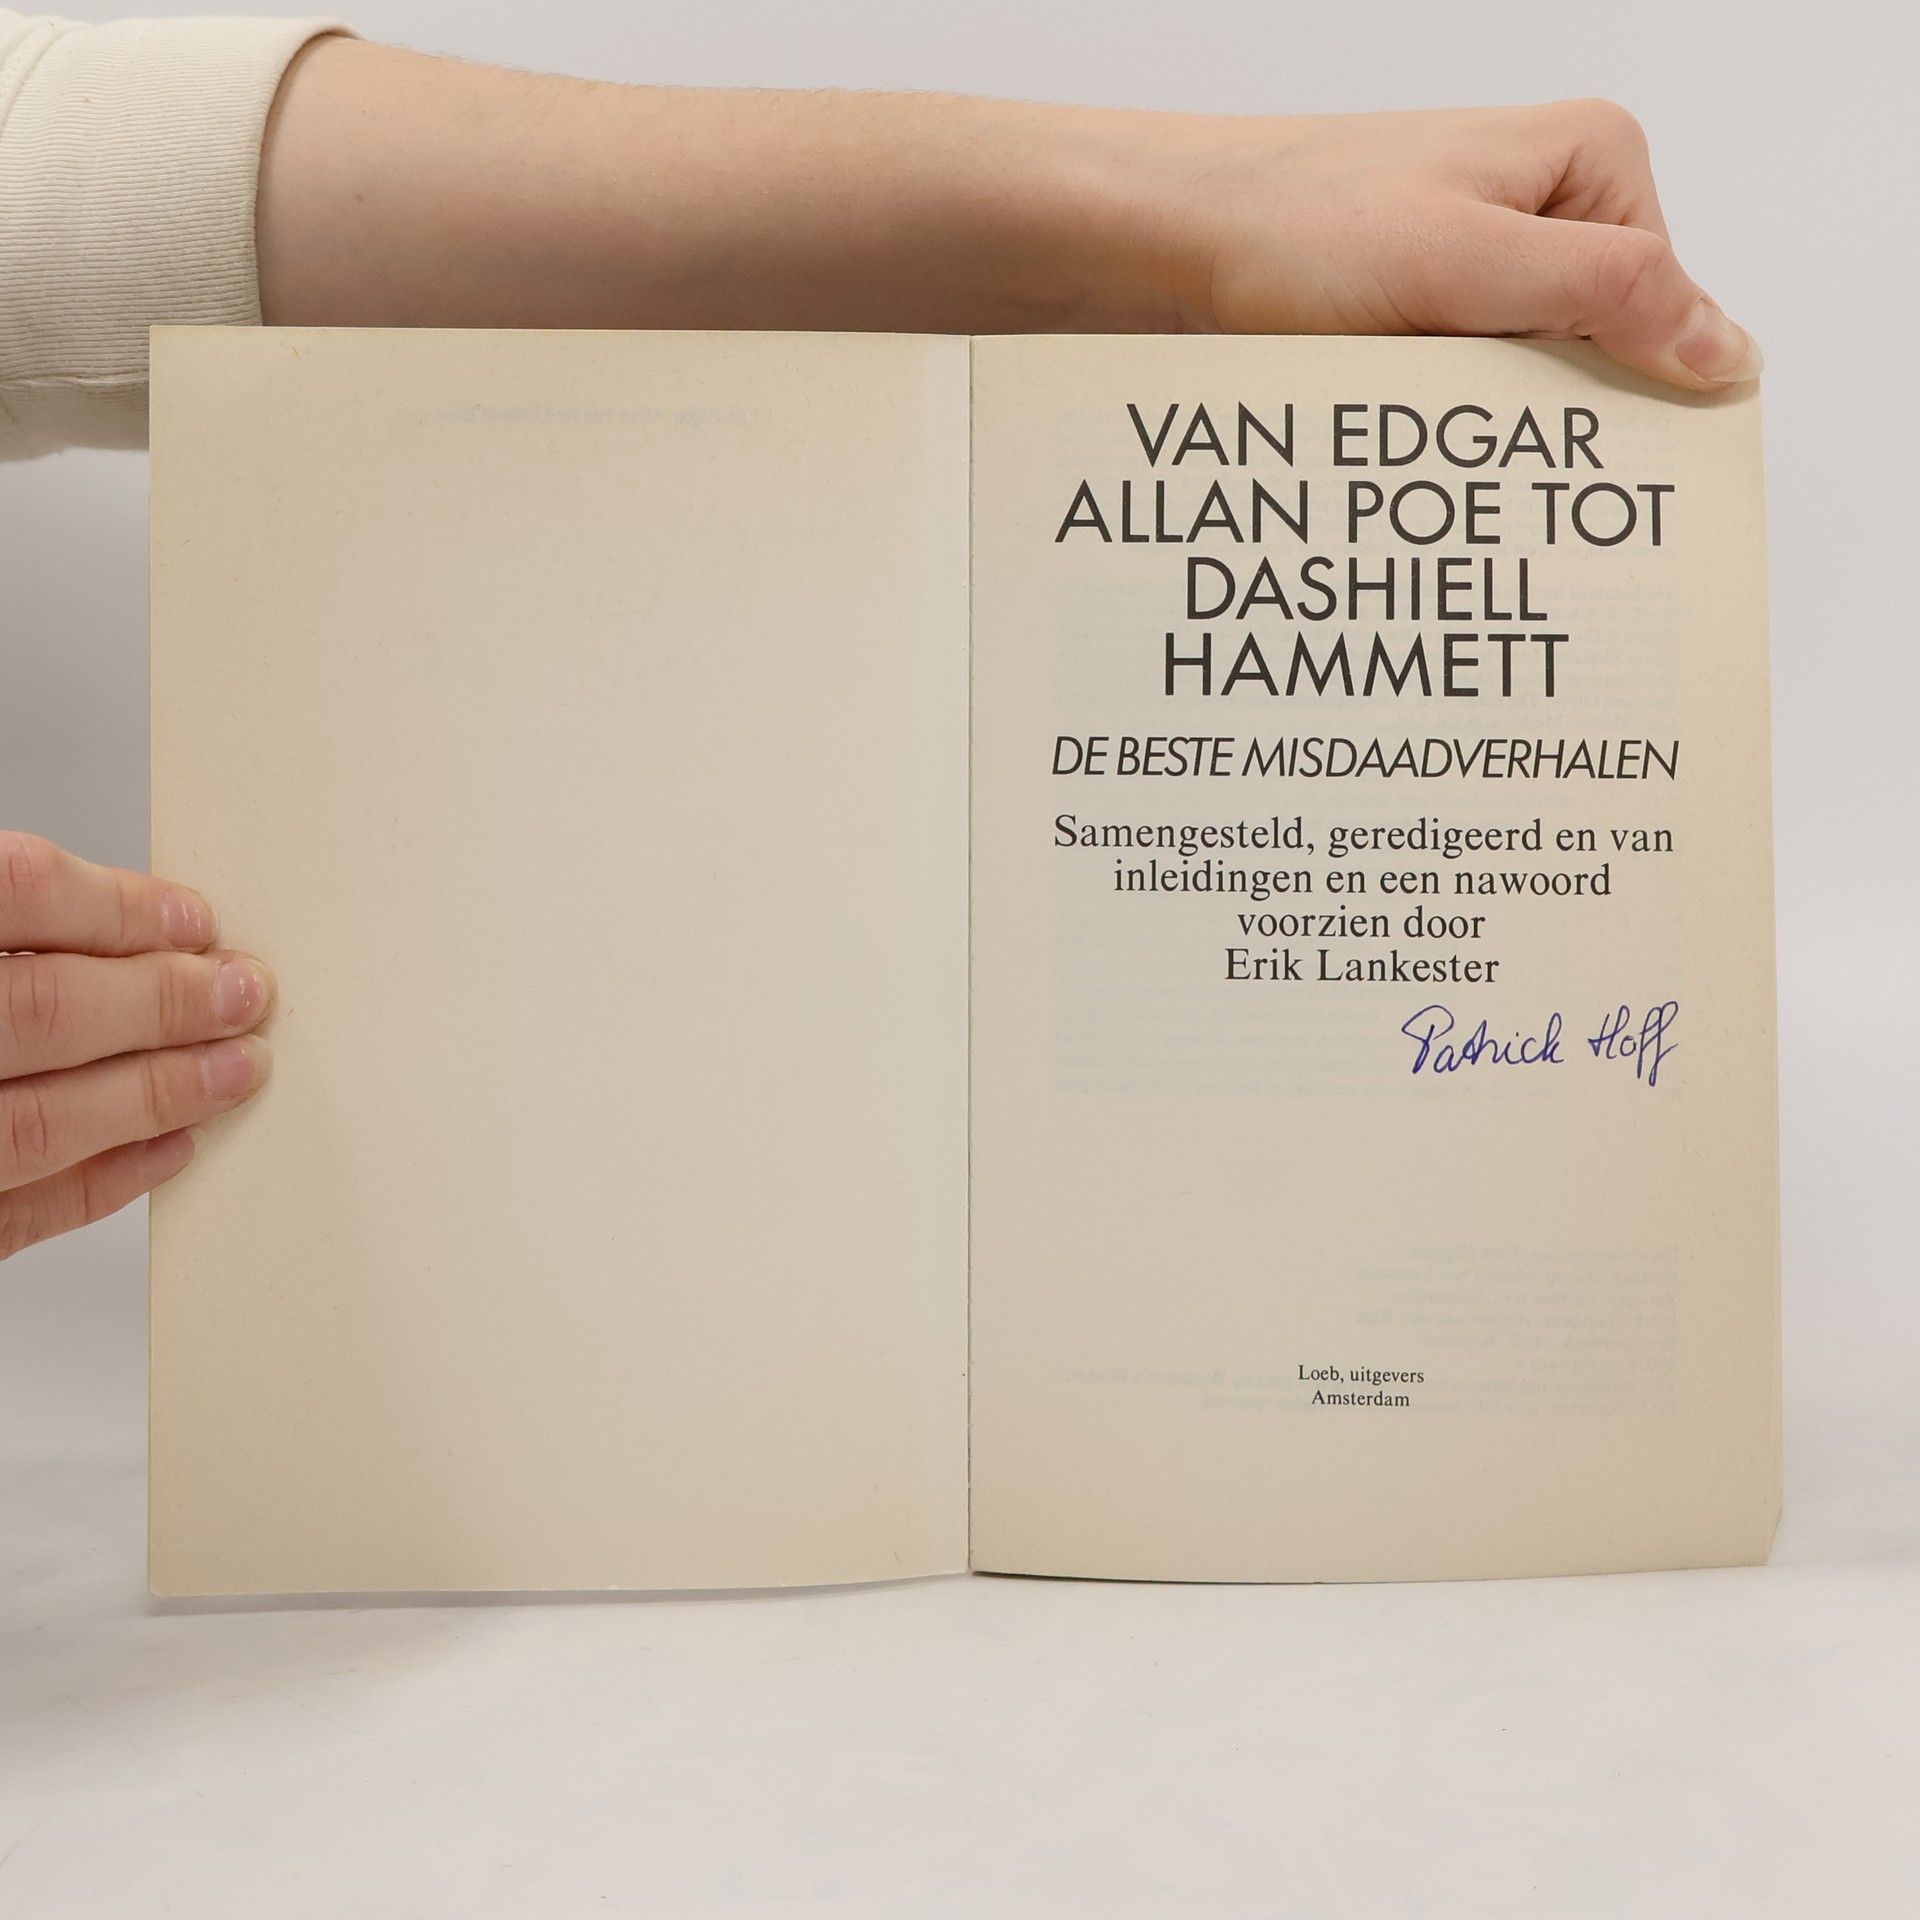 VAN EDGAR
ALLAN POE TOT
DASHIELL
HAMMETT
DE BESTE MISDAADVERHALEN
Samengesteld, geredigeerd en van
inleidingen en een nawoord
voorzien door
Erik Lankester
Patrick Hoff
Loeb, uitgevers
Amsterdam